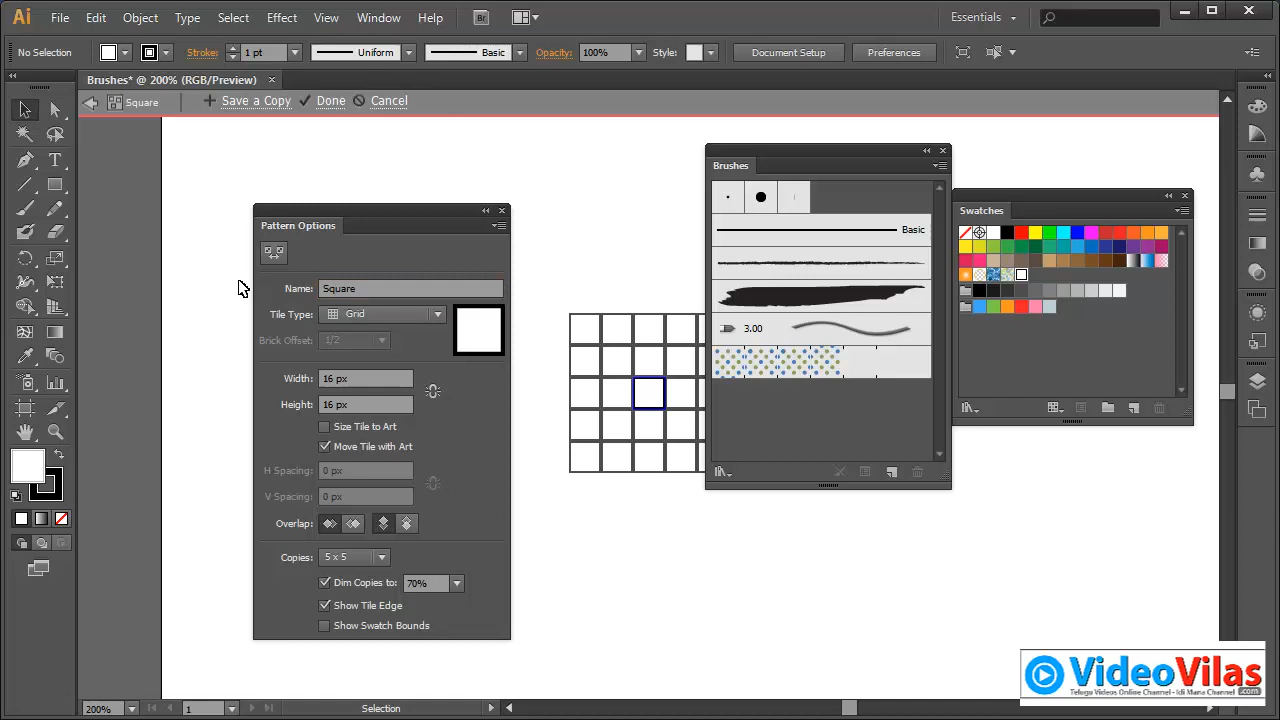 Ai File Edit Object Type Select Effect View Window Help Br Essentials
No Selection Stroke: 1 pt Uniform Basic Opacity: 100% Style: Document Setup Preferences
Brushes* @ 200% (RGB/Preview)
Square Save a Copy Done Cancel
Brushes
Basic
3.00
Swatches
Pattern Options
Name: Square
Tile Type: Grid
Brick Offset: 1/2
Width: 16 px
Height: 16 px
Size Tile to Art
Move Tile with Art
H Spacing: 0 px
V Spacing: 0 px
Overlap:
Copies: 5 x 5
Dim Copies to: 70%
Show Tile Edge
Show Swatch Bounds
VideoVilas
.com
Telugu Videos Online Channel - Idi Mana Channel
200% 1 Selection